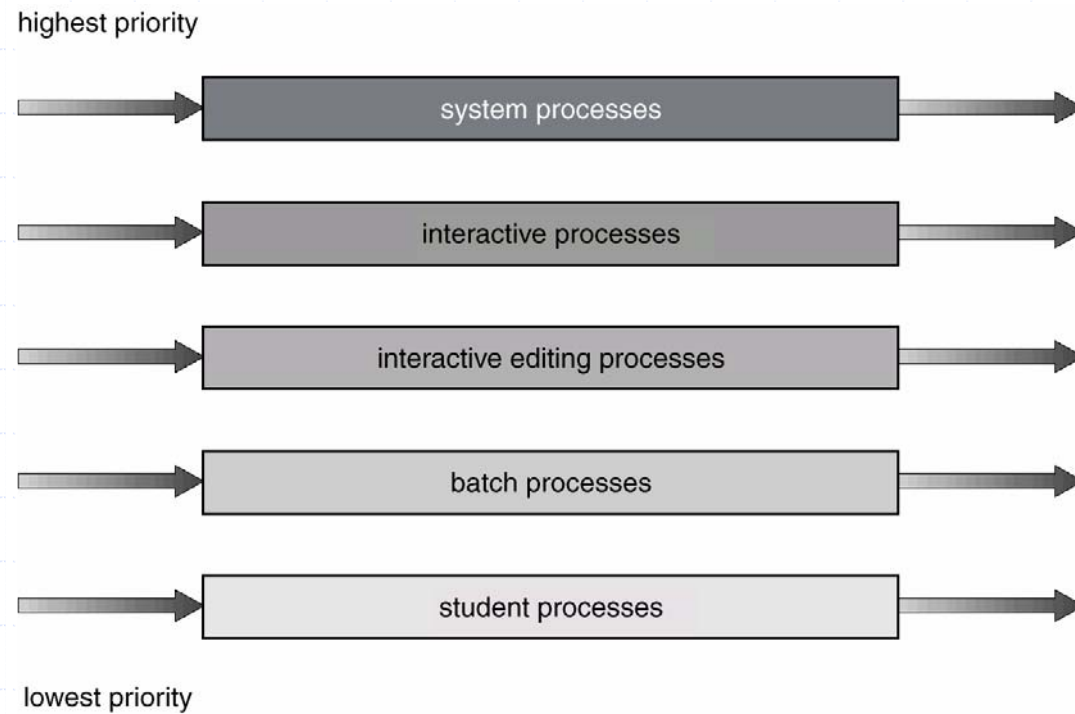 highest priority
system processes
interactive processes
interactive editing processes
batch processes
student processes
lowest priority